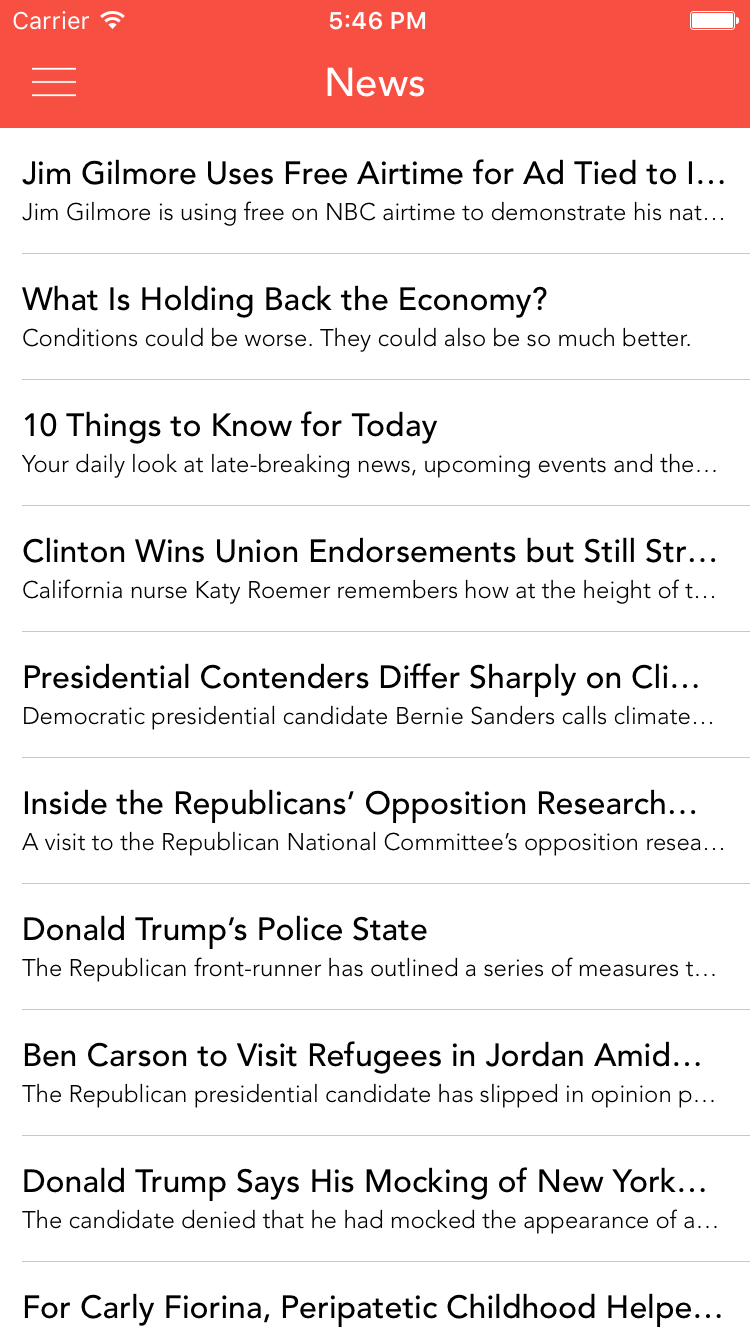 Carrier 5:46 PM
News
Jim Gilmore Uses Free Airtime for Ad Tied to I…
Jim Gilmore is using free on NBC airtime to demonstrate his nat…
What Is Holding Back the Economy?
Conditions could be worse. They could also be so much better.
10 Things to Know for Today
Your daily look at late-breaking news, upcoming events and the…
Clinton Wins Union Endorsements but Still Str…
California nurse Katy Roemer remembers how at the height of t…
Presidential Contenders Differ Sharply on Cli…
Democratic presidential candidate Bernie Sanders calls climate…
Inside the Republicans’ Opposition Research…
A visit to the Republican National Committee’s opposition resea…
Donald Trump’s Police State
The Republican front-runner has outlined a series of measures t…
Ben Carson to Visit Refugees in Jordan Amid…
The Republican presidential candidate has slipped in opinion p…
Donald Trump Says His Mocking of New York…
The candidate denied that he had mocked the appearance of a…
For Carly Fiorina, Peripatetic Childhood Helpe…